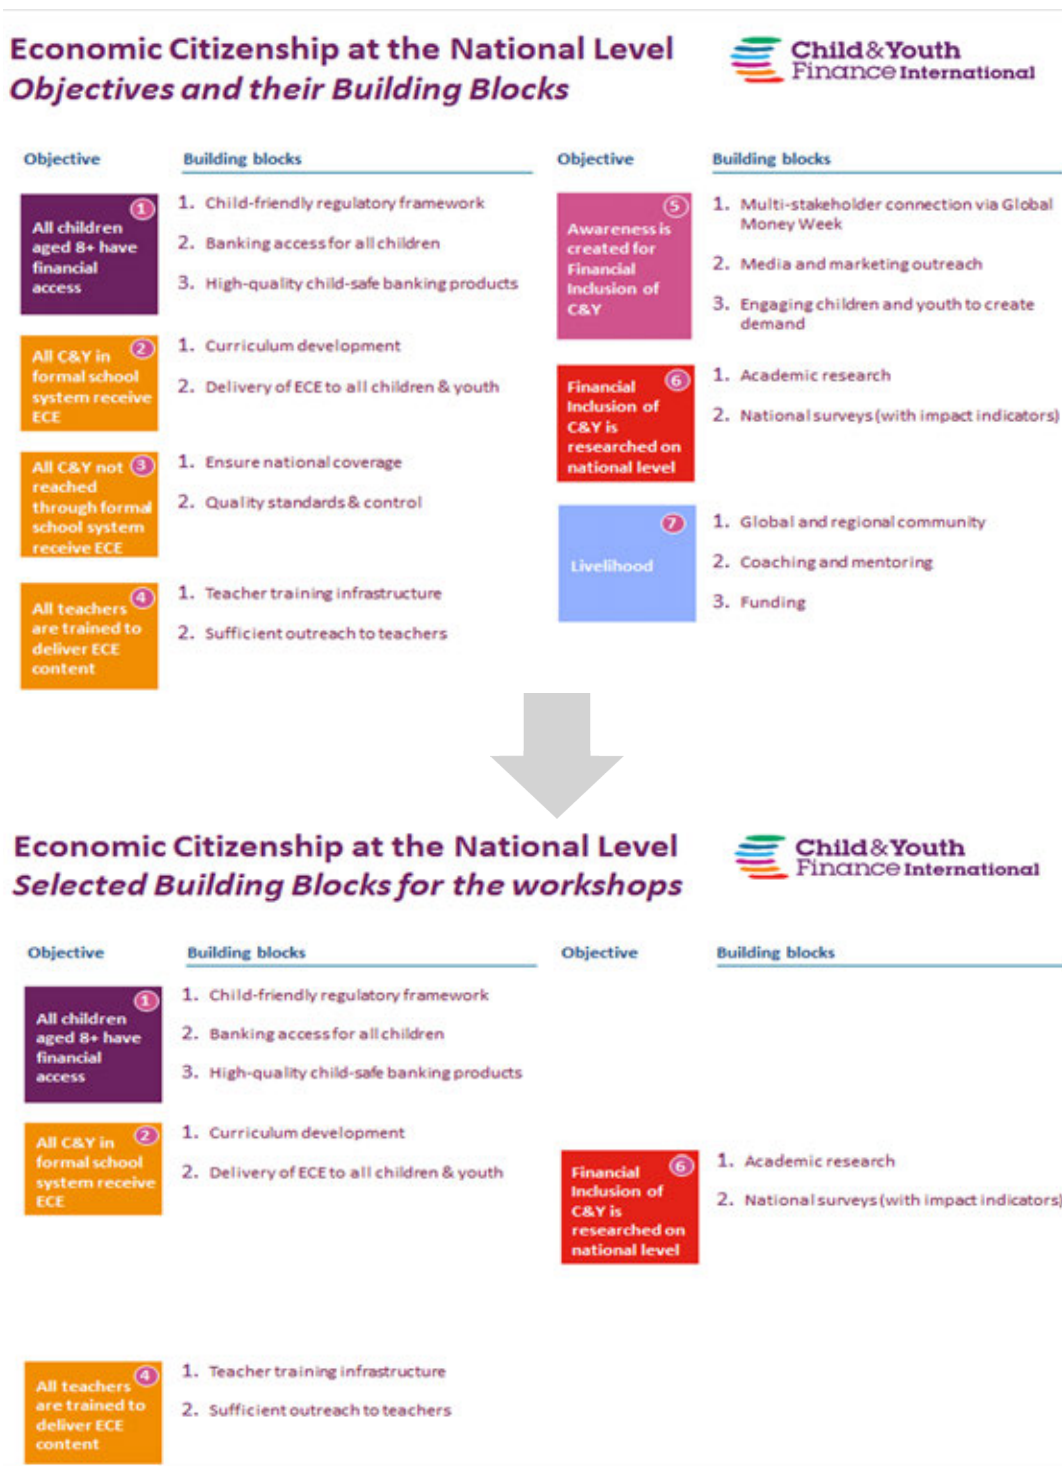 Economic Citizenship at the National Level
Objectives and their Building Blocks
Child&Youth
Finance International
Objective
Building blocks
1
All children
aged 8+ have
financial
access
1. Child-friendly regulatory framework
2. Banking access for all children
3. High-quality child-safe banking products
2
All C&Y in
formal school
system receive
ECE
1. Curriculum development
2. Delivery of ECE to all children & youth
3
All C&Y not
reached
through formal
school system
receive ECE
1. Ensure national coverage
2. Quality standards & control
4
All teachers
are trained to
deliver ECE
content
1. Teacher training infrastructure
2. Sufficient outreach to teachers
Objective
Building blocks
5
Awareness is
created for
Financial
Inclusion of
C&Y
1. Multi-stakeholder connection via Global
Money Week
2. Media and marketing outreach
3. Engaging children and youth to create
demand
6
Financial
Inclusion of
C&Y is
researched on
national level
1. Academic research
2. National surveys (with impact indicators)
7
Livelihood
1. Global and regional community
2. Coaching and mentoring
3. Funding
Economic Citizenship at the National Level
Selected Building Blocks for the workshops
Child&Youth
Finance International
Objective
Building blocks
1
All children
aged 8+ have
financial
access
1. Child-friendly regulatory framework
2. Banking access for all children
3. High-quality child-safe banking products
2
All C&Y in
formal school
system receive
ECE
1. Curriculum development
2. Delivery of ECE to all children & youth
4
All teachers
are trained to
deliver ECE
content
1. Teacher training infrastructure
2. Sufficient outreach to teachers
Objective
Building blocks
6
Financial
Inclusion of
C&Y is
researched on
national level
1. Academic research
2. National surveys (with impact indicators)